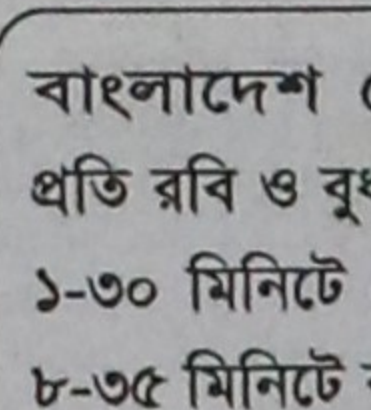 বাংলাদেশ
প্রতি রবি ও বুধ
১-৩০ মিনিটে
৮-৩৫ মিনিটে